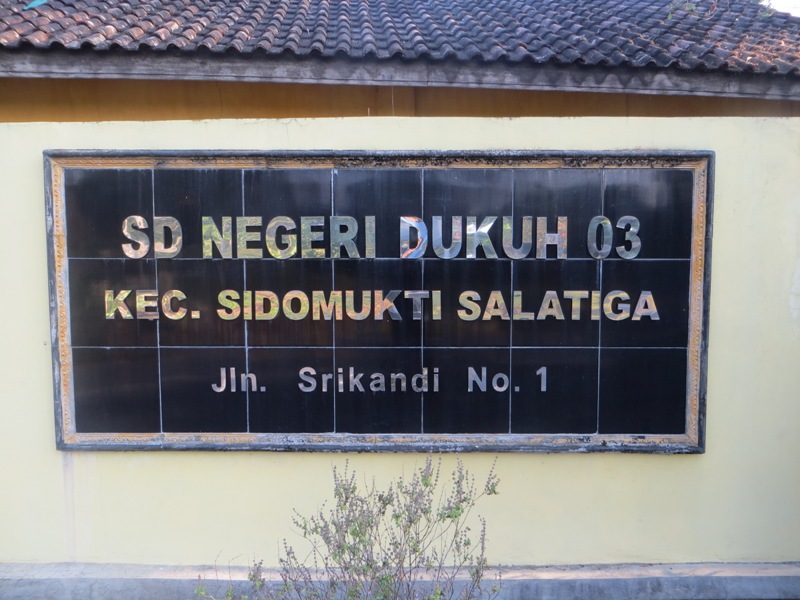 SD NEGERI DUKUH 03
KEC. SIDOMUKTI SALATIGA
Jln. Srikandi No. 1